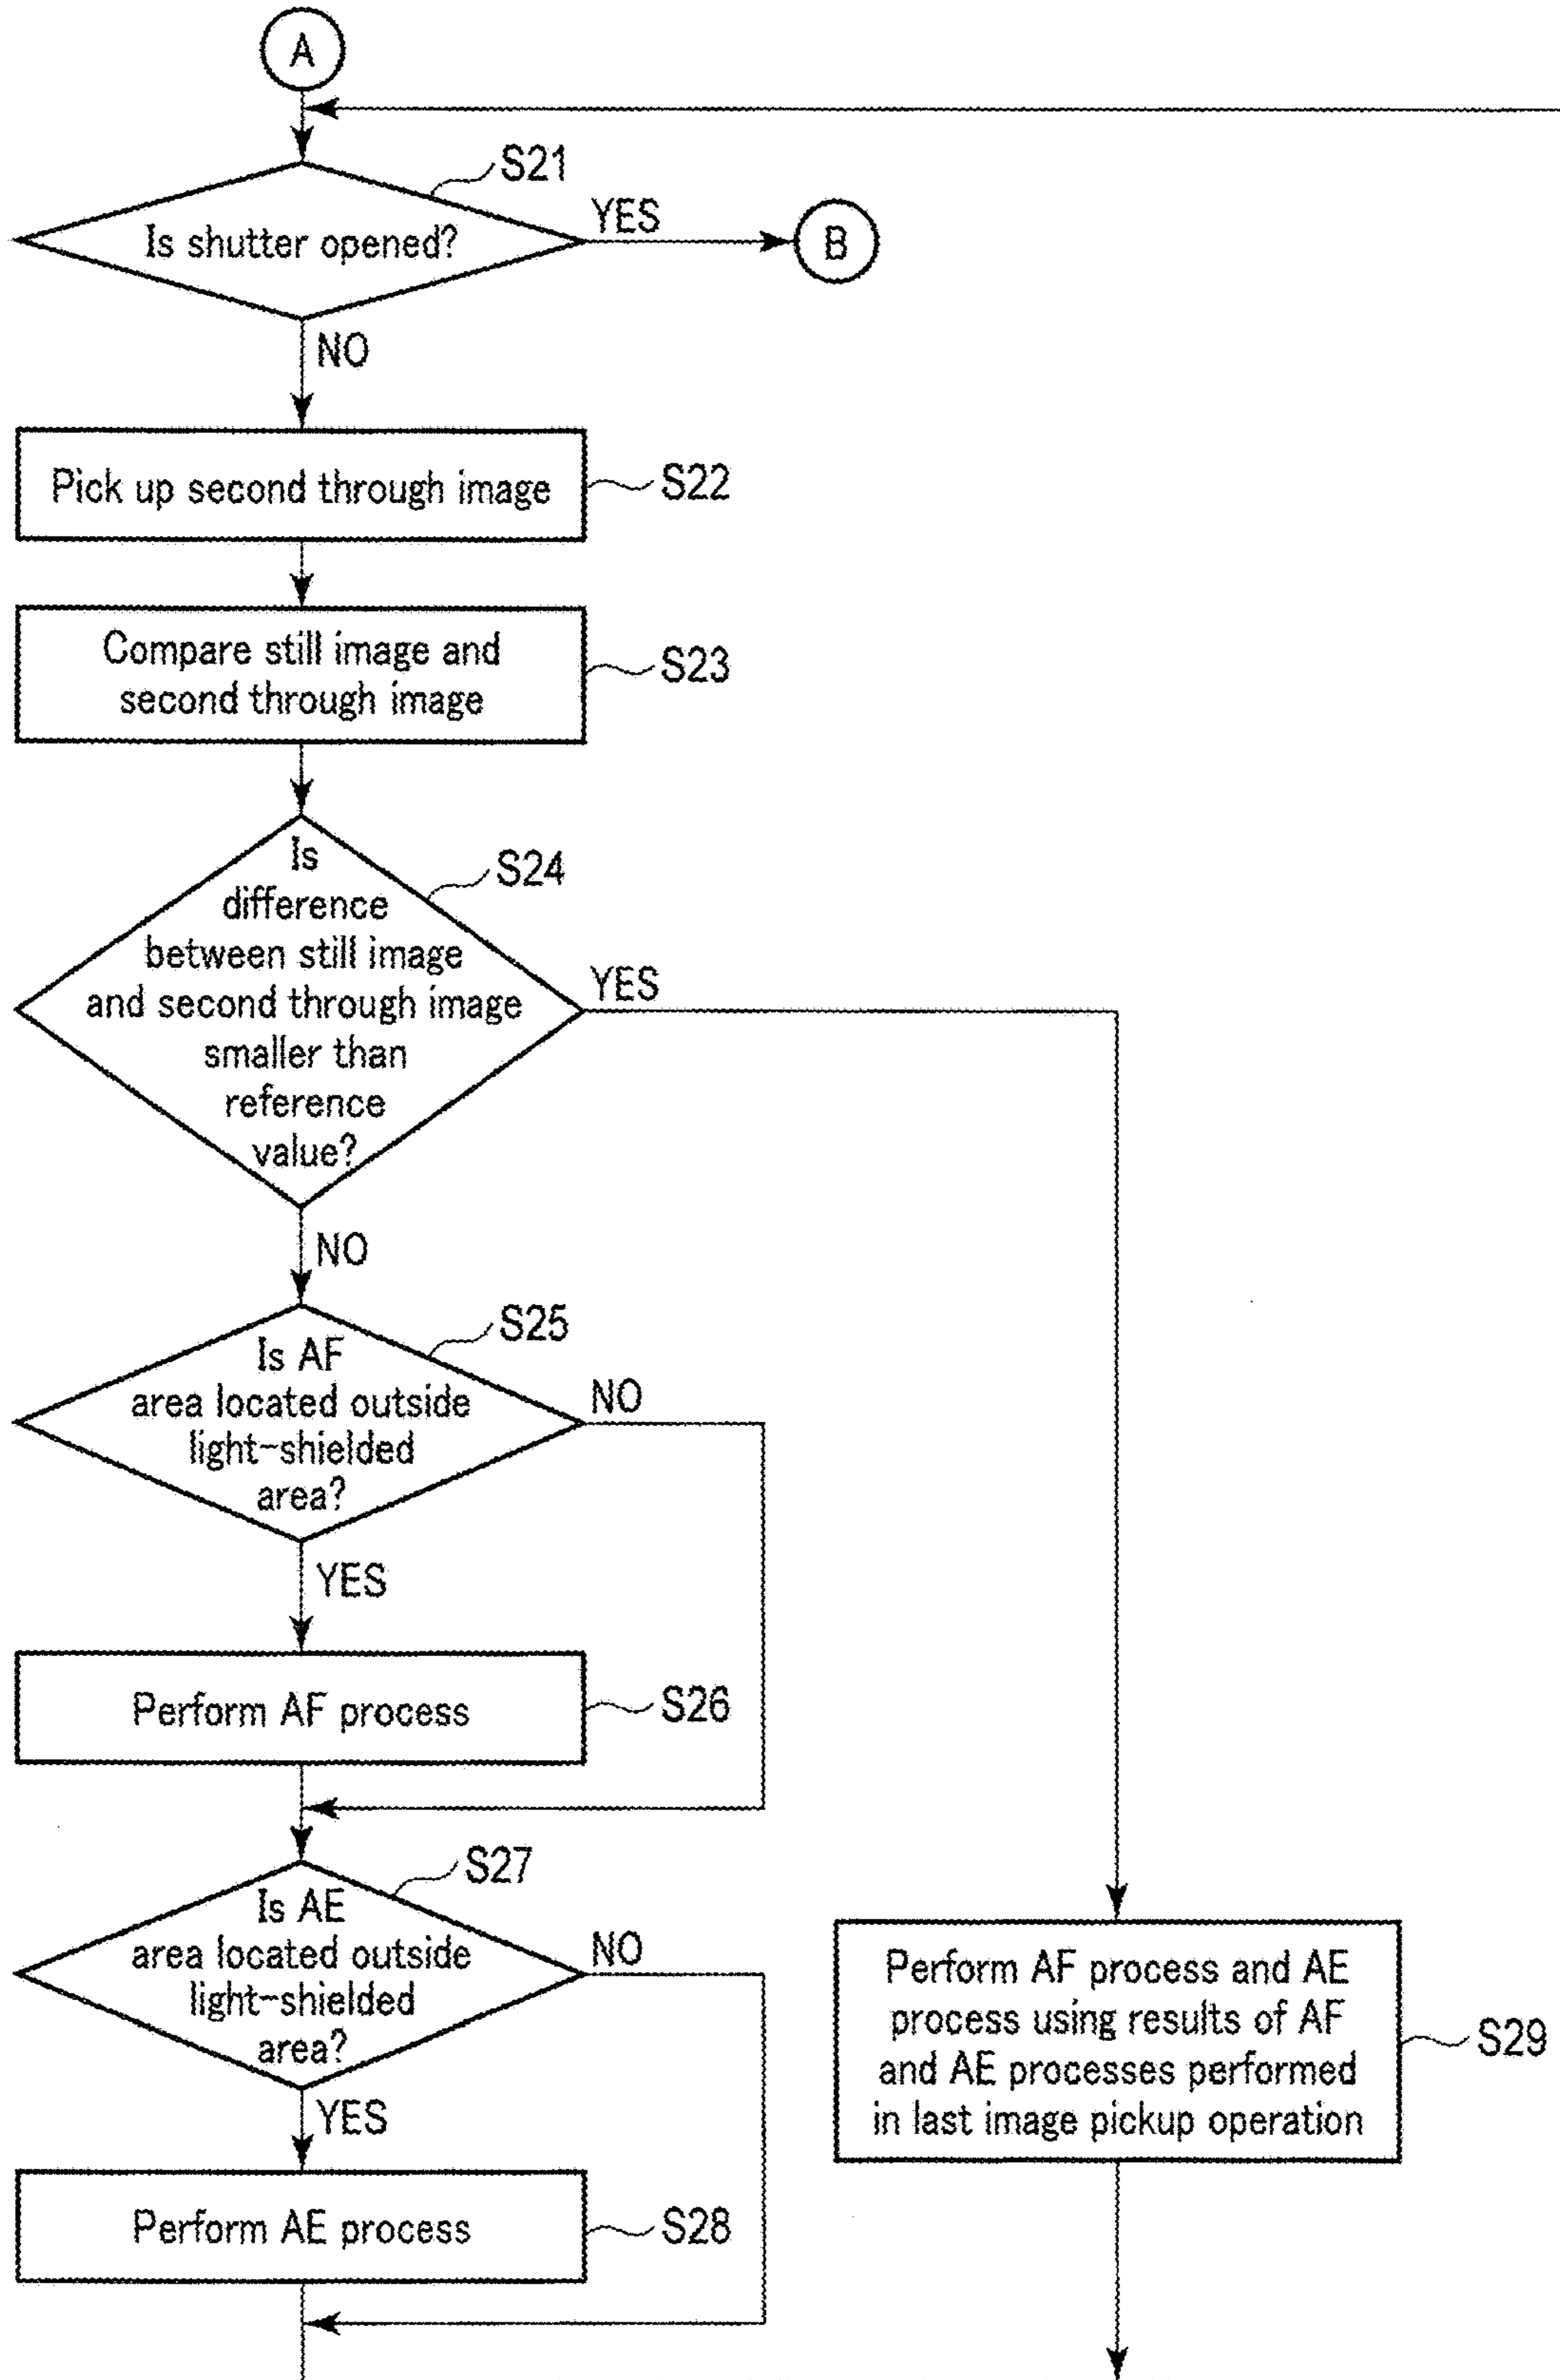 A
S21
YES
Is shutter opened?
B
NO
Pick up second through image
S22
Compare still image and
second through image
S23
Is
difference
between still image
and second through image
smaller than
reference
value?
S24
YES
NO
S25
Is AF
area located outside
light-shielded
area?
NO
YES
Perform AF process
S26
S27
Is AE
area located outside
light-shielded
area?
NO
YES
Perform AE process
S28
Perform AF process and AE
process using results of AF
and AE processes performed
in last image pickup operation
S29